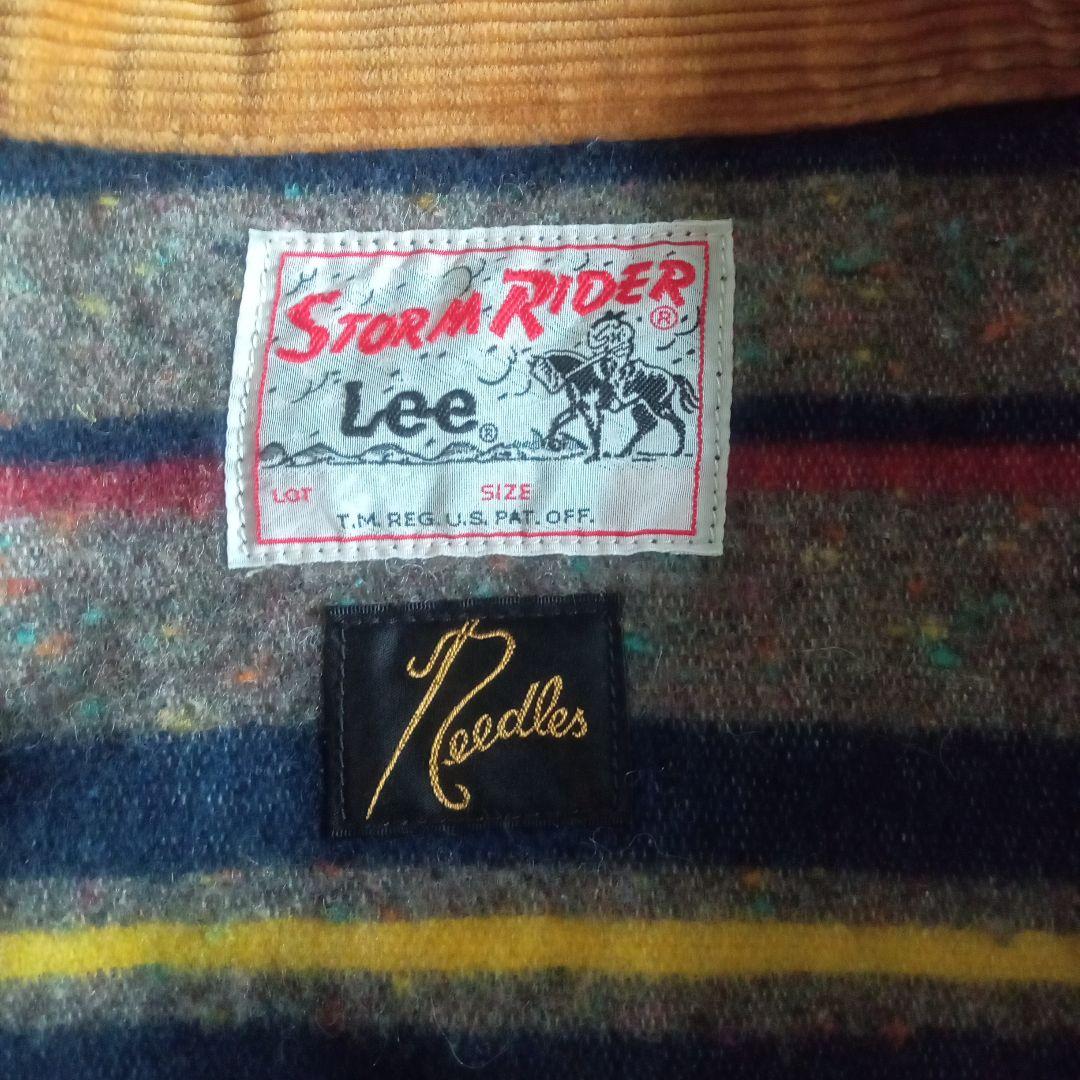 STORM RIDER ®
Lee ®
LOT SIZE
T.M. REG. U.S. PAT. OFF.
Needles